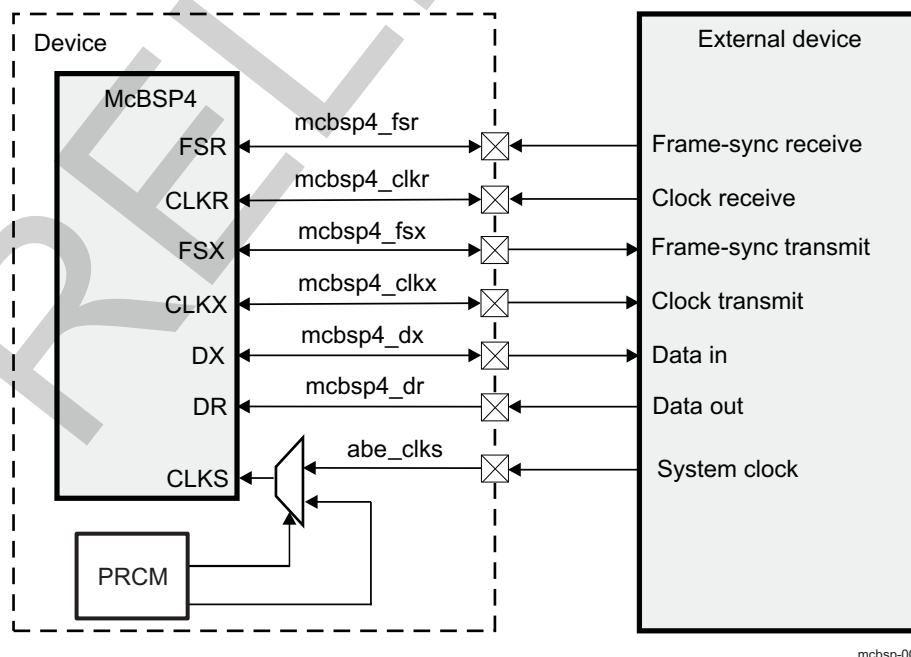 Device
External device
McBSP4
FSR
mcbsp4_fsr
Frame-sync receive
CLKR
mcbsp4_clkr
Clock receive
FSX
mcbsp4_fsx
Frame-sync transmit
CLKX
mcbsp4_clkx
Clock transmit
DX
mcbsp4_dx
Data in
DR
mcbsp4_dr
Data out
CLKS
abe_clks
System clock
PRCM